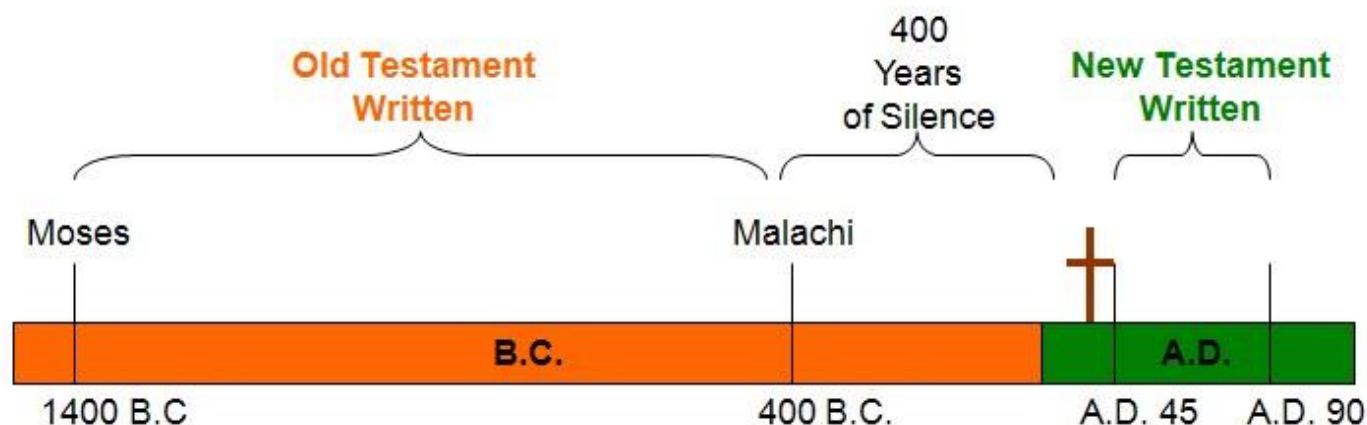 Old Testament
Written
400
Years
of Silence
New Testament
Written
Moses
Malachi
B.C.
A.D.
1400 B.C
400 B.C.
A.D. 45
A.D. 90